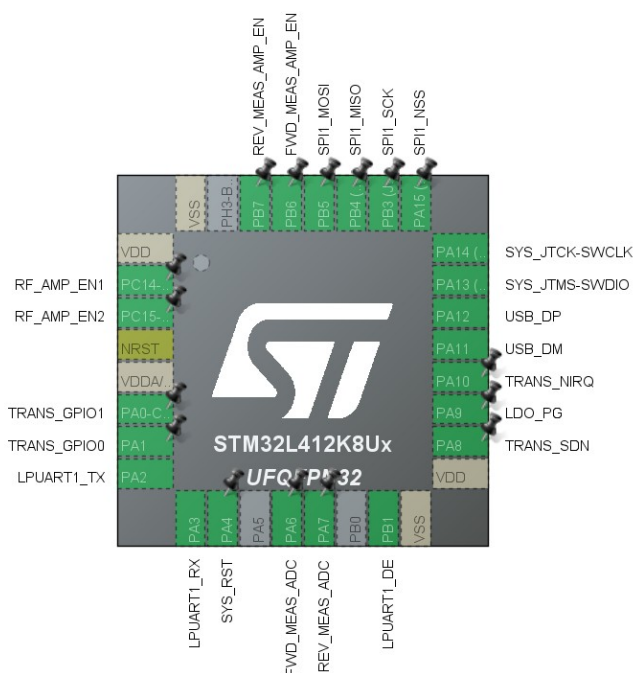 REV_MEAS_AMP_EN
FWD_MEAS_AMP_EN
SPI1_MOSI
SPI1_MISO
SPI1_SCK
SPI1_NSS
VSS
PH3-B..
PB7
PB6
PB5
PB4 (..
PB3 (J
PA15 (..
VDD
PA14 (..
SYS_JTCK-SWCLK
RF_AMP_EN1
PC14-..
PA13 (..
SYS_JTMS-SWDIO
RF_AMP_EN2
PC15-..
PA12
USB_DP
NRST
PA11
USB_DM
VDDA/..
PA10
TRANS_NIRQ
TRANS_GPIO1
PA0-C..
PA9
LDO_PG
TRANS_GPIO0
PA1
PA8
TRANS_SDN
LPUART1_TX
PA2
VDD
ST
STM32L412K8Ux
PA3
PA4
PA5
PA6
PA7
PB0
PB1
VSS
LPUART1_RX
SYS_RST
FWD_MEAS_ADC
REV_MEAS_ADC
LPUART1_DE